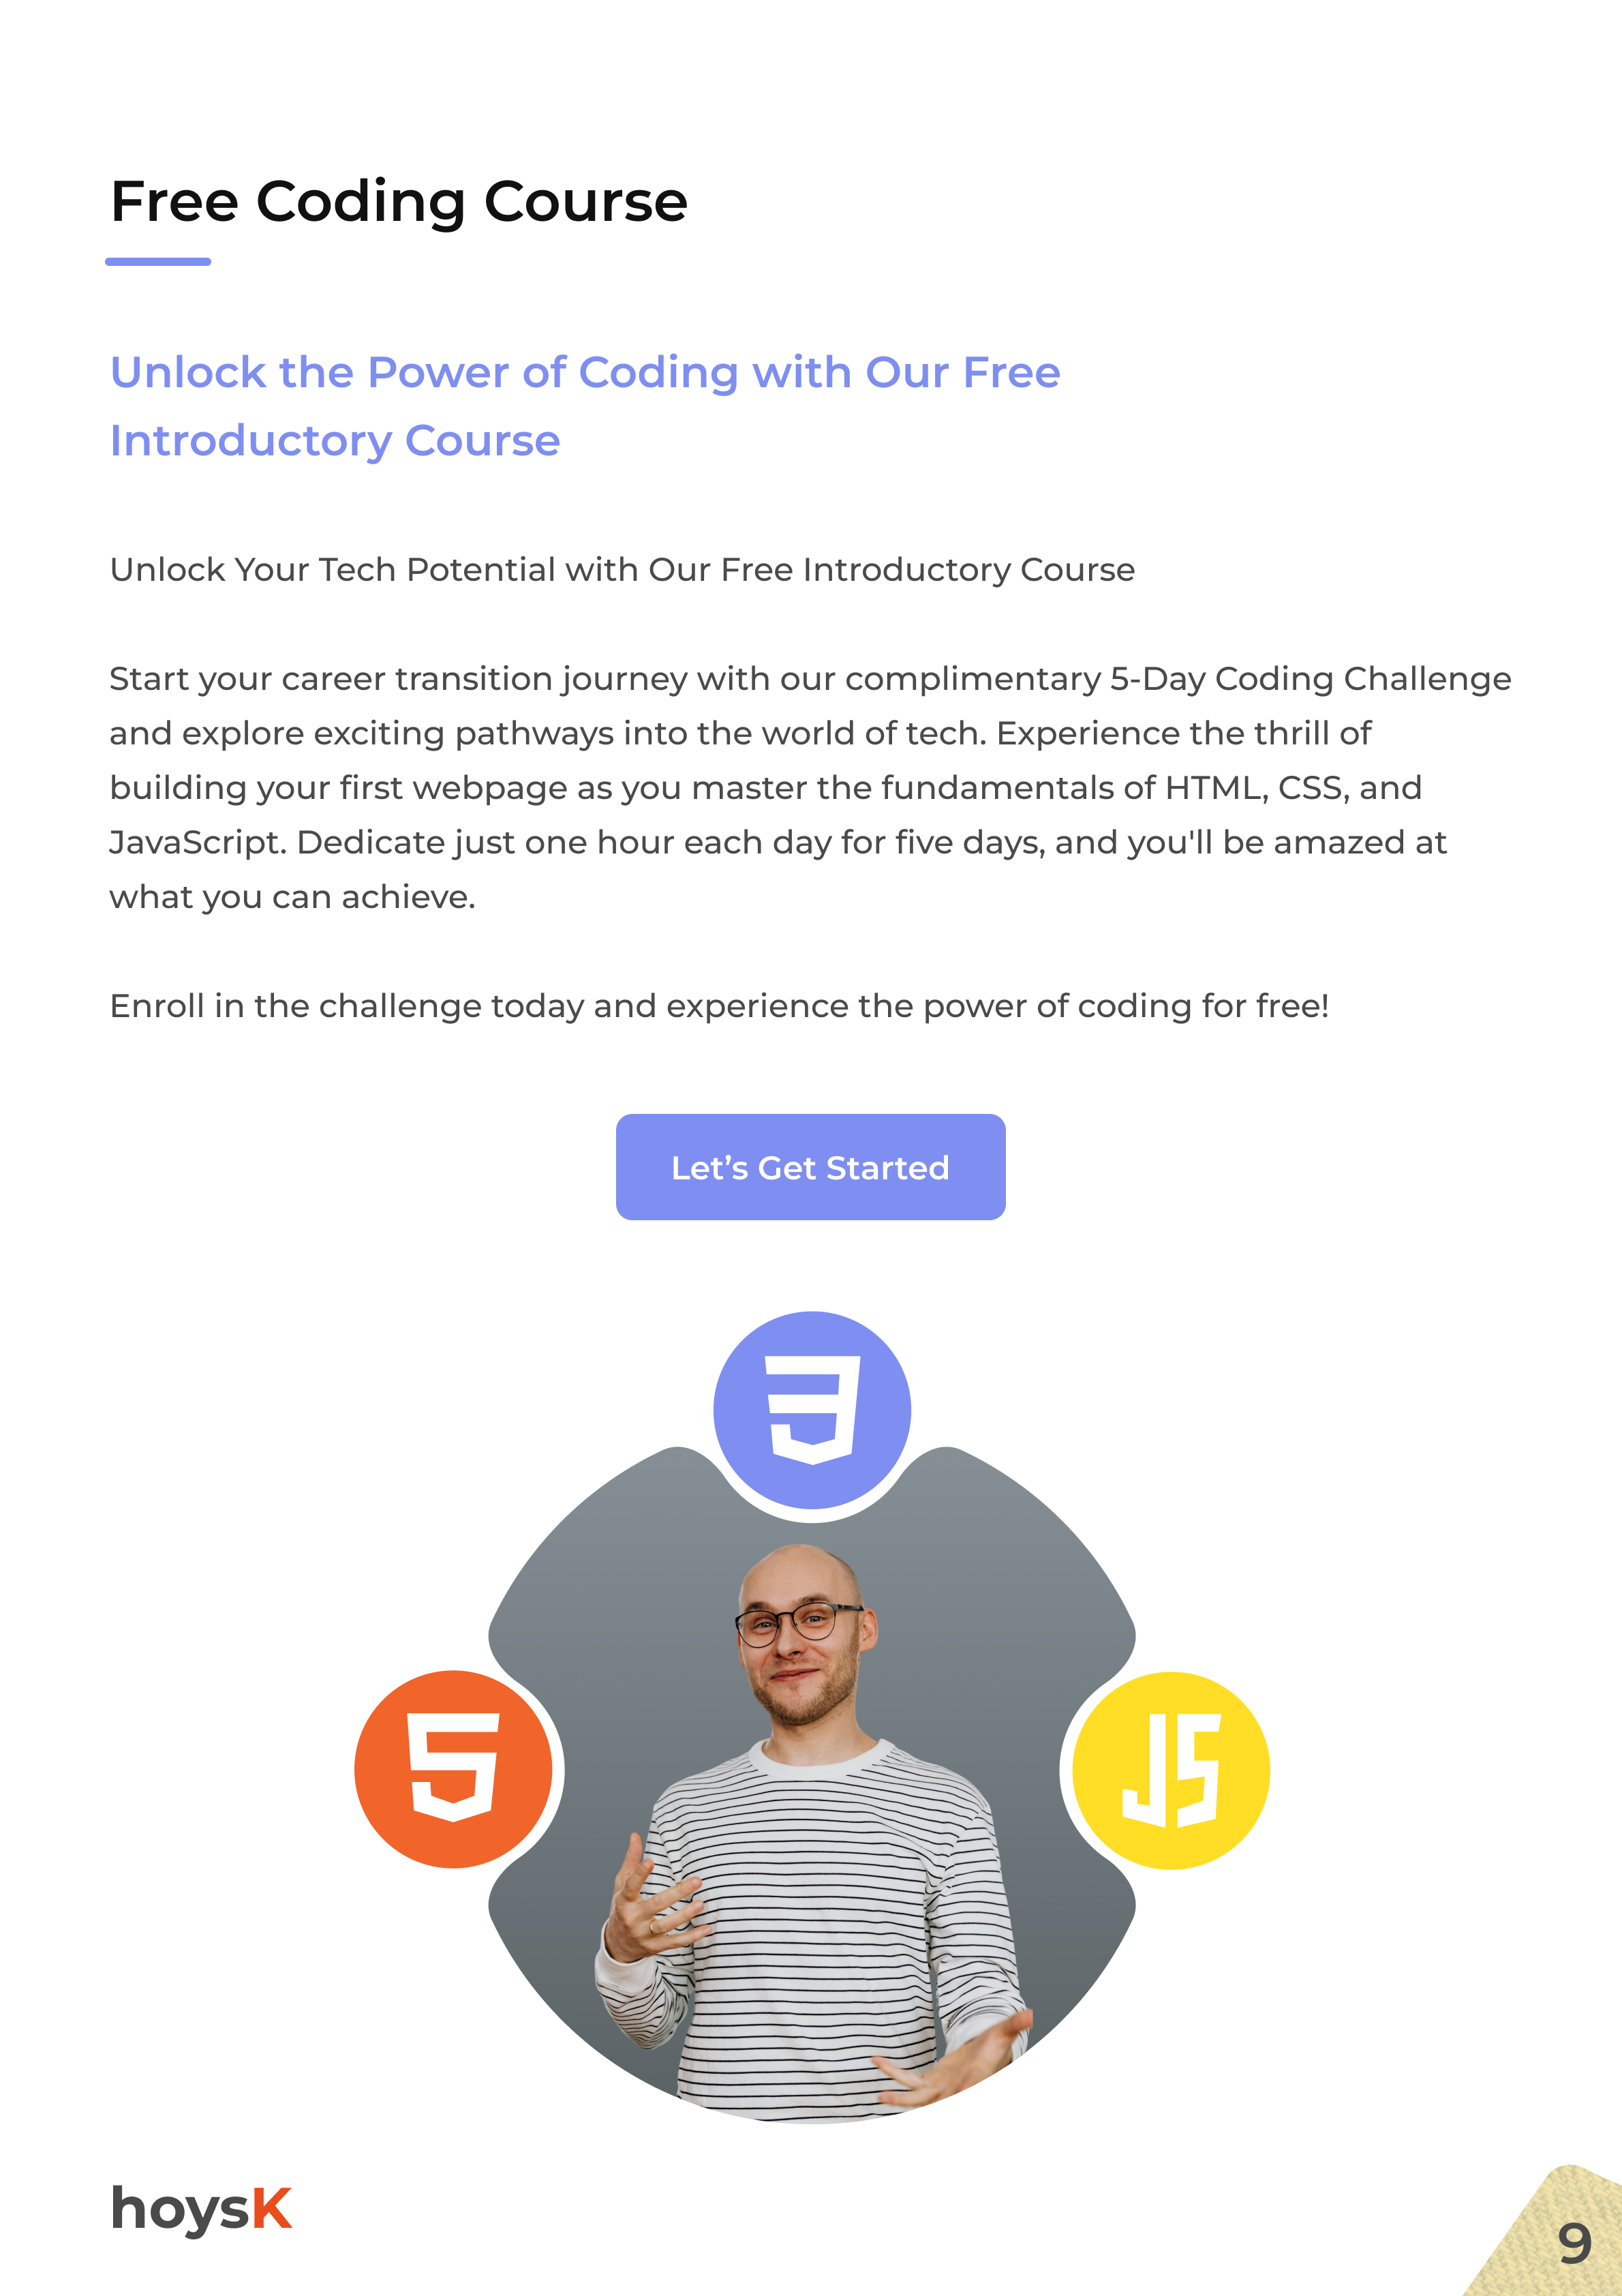 Free Coding Course
Unlock the Power of Coding with Our Free
Introductory Course
Unlock Your Tech Potential with Our Free Introductory Course
Start your career transition journey with our complimentary 5-Day Coding Challenge
and explore exciting pathways into the world of tech. Experience the thrill of
building your first webpage as you master the fundamentals of HTML, CSS, and
JavaScript. Dedicate just one hour each day for five days, and you'll be amazed at
what you can achieve.
Enroll in the challenge today and experience the power of coding for free!
Let’s Get Started
3
5
JS
hoysK
9